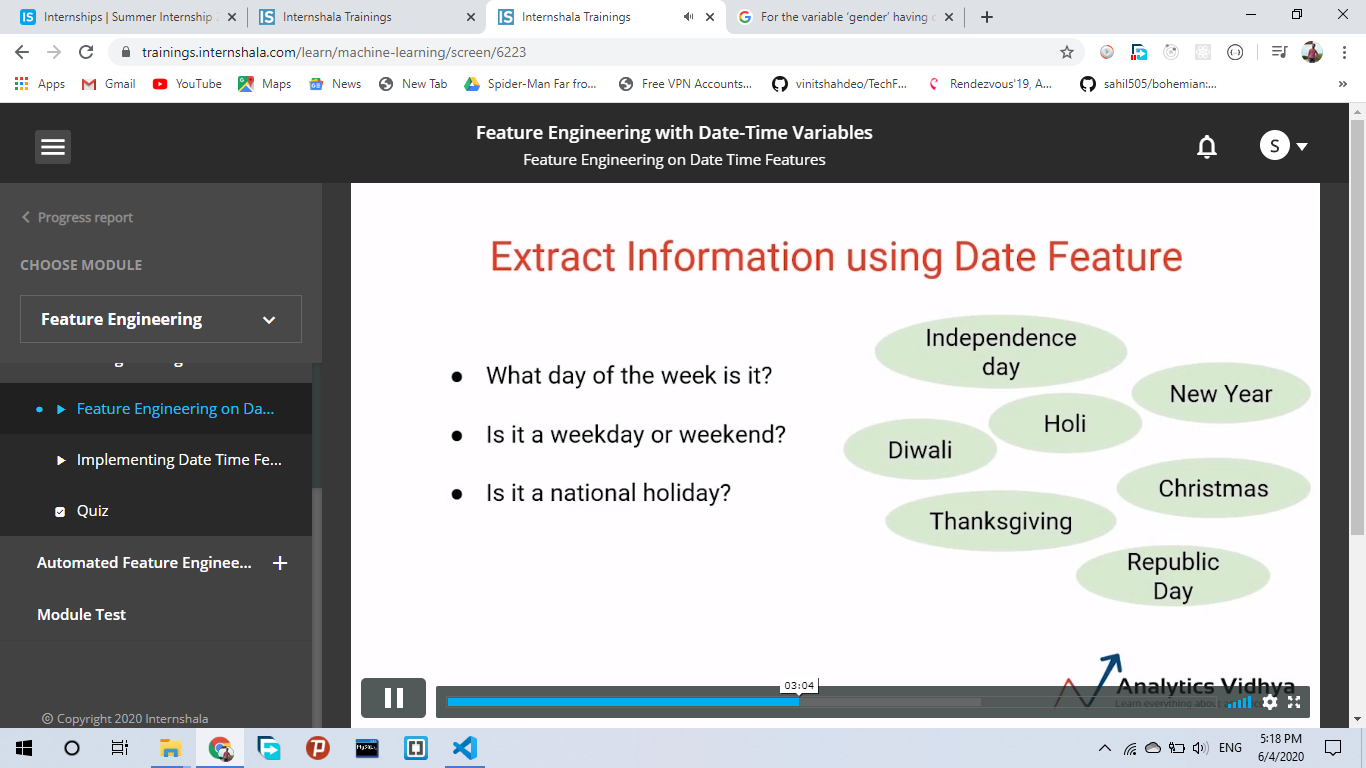 Internships | Summer Internship
Internshala Trainings
Internshala Trainings
For the variable ‘gender’ having
trainings.internshala.com/learn/machine-learning/screen/6223
Apps
Gmail
YouTube
Maps
News
New Tab
Spider-Man Far fro...
Free VPN Accounts...
vinitshahdeo/TechF...
Rendezvous'19, A...
sahil505/bohemian:...
»
Feature Engineering with Date-Time Variables
Feature Engineering on Date Time Features
S
Progress report
CHOOSE MODULE
Feature Engineering
Feature Engineering on Da...
Implementing Date Time Fe...
Quiz
Automated Feature Enginee...
Module Test
© Copyright 2020 Internshala
Extract Information using Date Feature
● What day of the week is it?
● Is it a weekday or weekend?
● Is it a national holiday?
Independence
day
New Year
Holi
Diwali
Christmas
Thanksgiving
Republic
Day
03:04
Analytics Vidhya
Learn everything about
MySQL
ENG
5:18 PM
6/4/2020